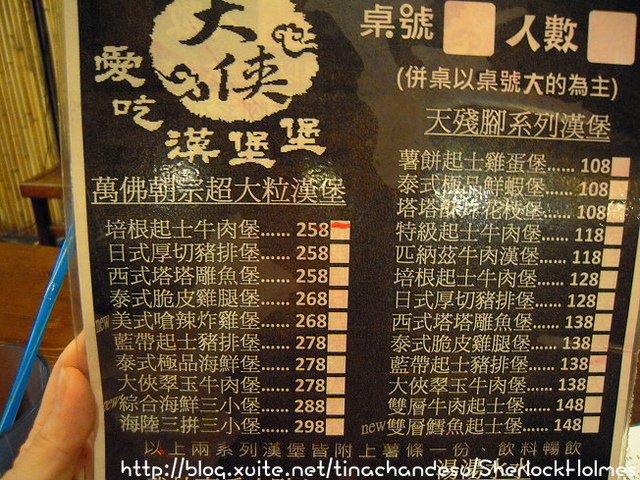 大俠
愛吃
漢堡堡
桌號
人數
(併桌以桌號大的為主)
萬佛朝宗超大粒漢堡
培根起士牛肉堡...... 258
日式厚切豬排堡...... 258
西式塔塔雕魚堡...... 258
泰式脆皮雞腿堡...... 268
new美式嗆辣炸雞堡...... 268
藍帶起士豬排堡...... 278
泰式極品海鮮堡...... 278
大俠翠玉牛肉堡...... 278
new綜合海鮮三小堡...... 288
海陸三拼三小堡...... 298
天殘腳系列漢堡
薯餅起士雞蛋堡...... 108
泰式極品鮮蝦堡...... 108
塔塔酥炸花枝堡...... 108
特級起士牛肉堡...... 118
匹納茲牛肉漢堡...... 118
培根起士牛肉堡...... 128
日式厚切豬排堡...... 128
西式塔塔雕魚堡...... 138
泰式脆皮雞腿堡...... 138
藍帶起士豬排堡...... 138
大俠翠玉牛肉堡...... 138
雙層牛肉起士堡...... 148
new雙層鱈魚起士堡...... 148
以上兩系列漢堡皆附上薯條一份 飲料暢飲
http://blog.xuite.net/tinachandesu/SherlockHolmes